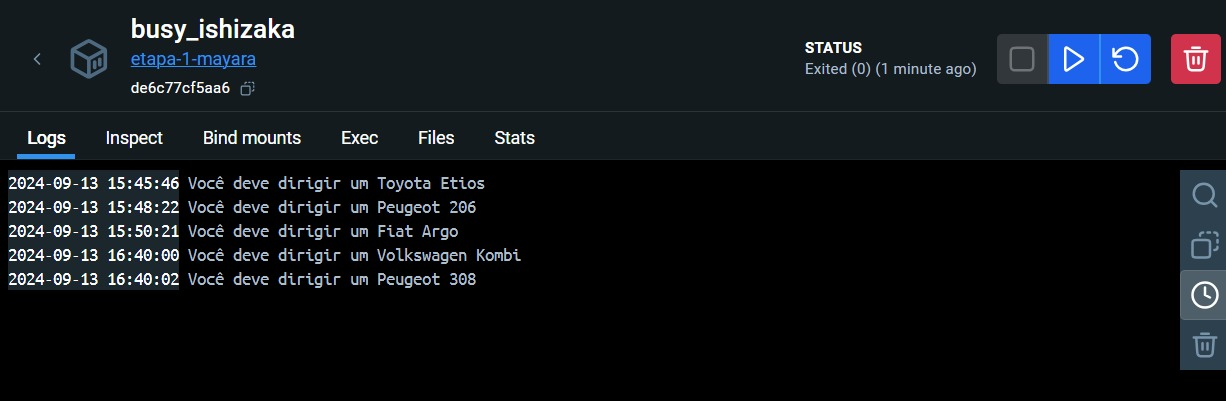 busy_ishizaka
etapa-1-mayara
de6c77cf5aa6
STATUS
Exited (0) (1 minute ago)
Logs Inspect Bind mounts Exec Files Stats
2024-09-13 15:45:46 Você deve dirigir um Toyota Etios
2024-09-13 15:48:22 Você deve dirigir um Peugeot 206
2024-09-13 15:50:21 Você deve dirigir um Fiat Argo
2024-09-13 16:40:00 Você deve dirigir um Volkswagen Kombi
2024-09-13 16:40:02 Você deve dirigir um Peugeot 308